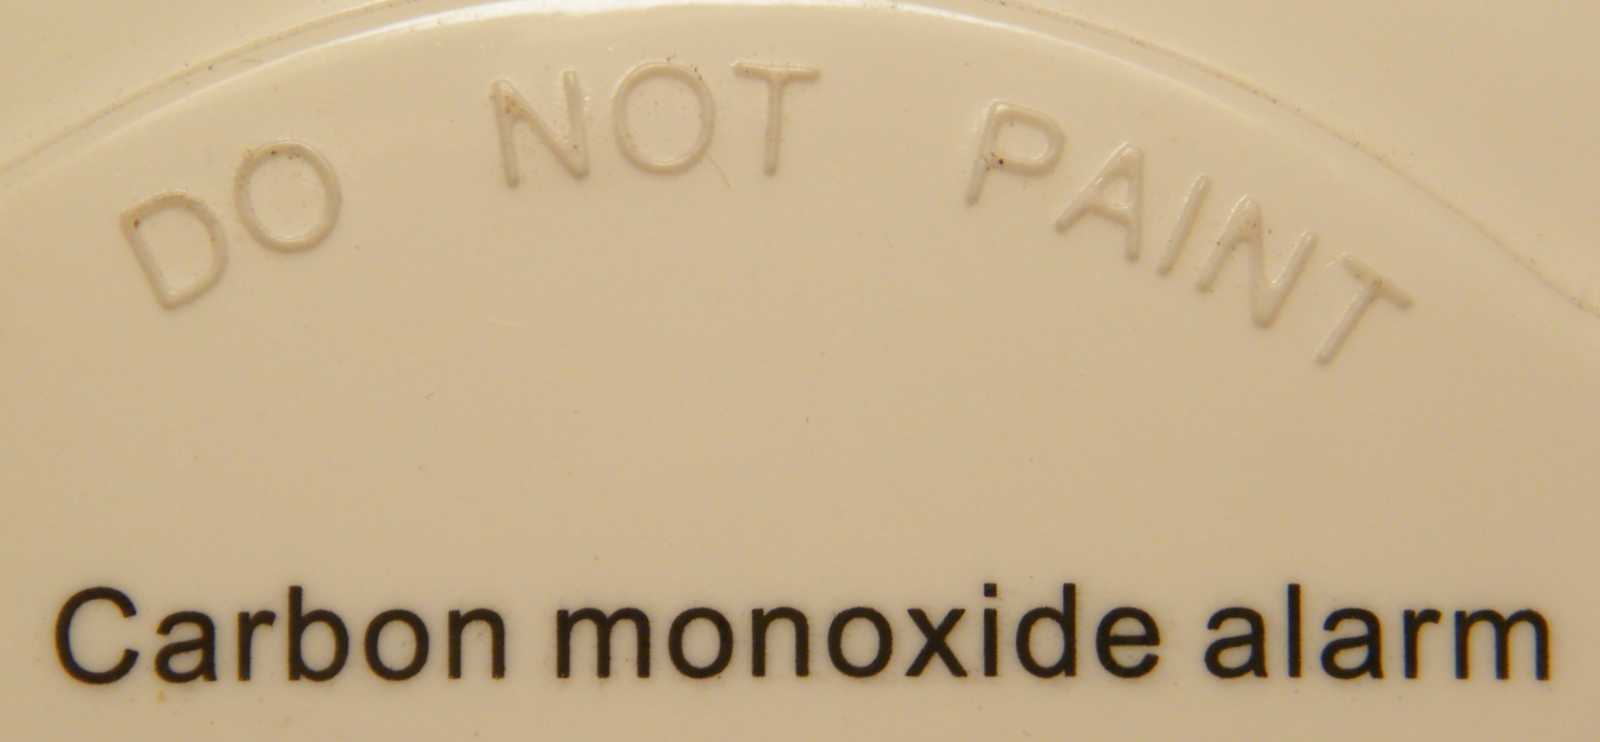 DO NOT PAINT
Carbon monoxide alarm